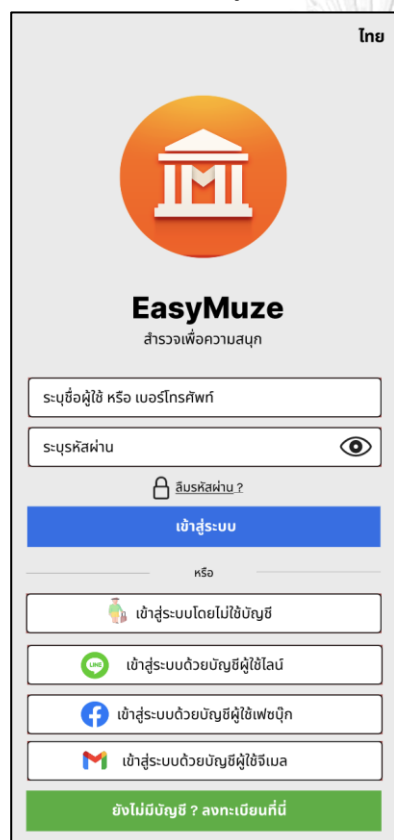 ไทย
EasyMuze
สำรวจเพื่อความสนุก
ระบุชื่อผู้ใช้ หรือ เบอร์โทรศัพท์
ระบุรหัสผ่าน
ลืมรหัสผ่าน ?
เข้าสู่ระบบ
หรือ
เข้าสู่ระบบโดยไม่ใช้บัญชี
LINE
เข้าสู่ระบบด้วยบัญชีผู้ใช้ไลน์
เข้าสู่ระบบด้วยบัญชีผู้ใช้เฟซบุ๊ก
เข้าสู่ระบบด้วยบัญชีผู้ใช้จีเมล
ยังไม่มีบัญชี ? ลงทะเบียนที่นี่